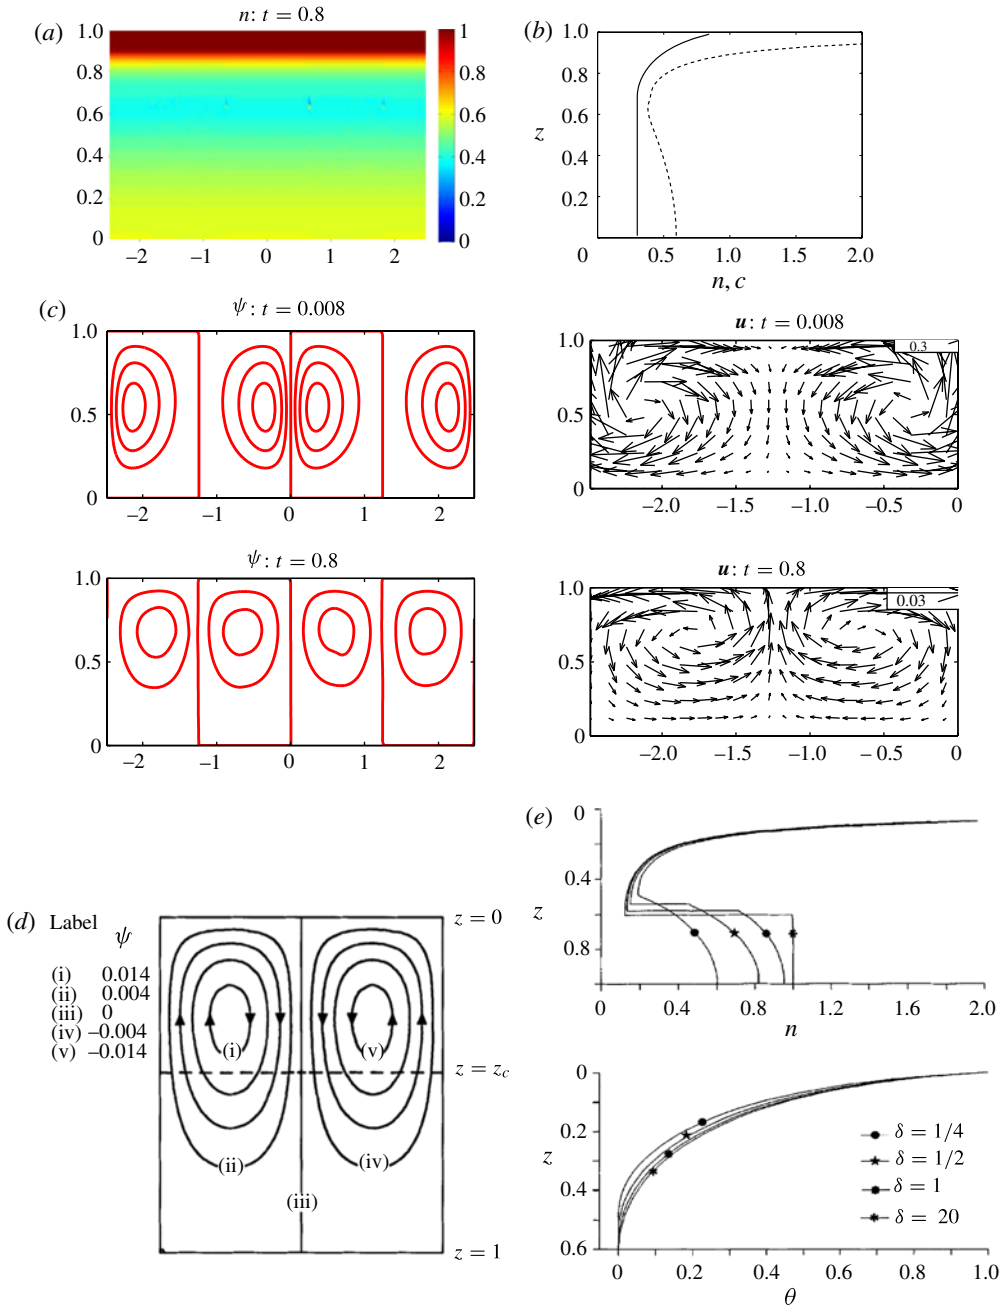 (a)
n: t = 0.8
1.0
0.8
0.6
0.4
0.2
0
−2
−1
0
1
2
1
0.8
0.6
0.4
0.2
0
(b)
1.0
0.8
z 0.6
0.4
0.2
0
0.5
1.0
1.5
2.0
n, c
(c)
ψ: t = 0.008
1.0
0.5
0
−2
−1
0
1
2
u: t = 0.008
0.3
1.0
0.5
0
−2.0
−1.5
−1.0
−0.5
0
ψ: t = 0.8
1.0
0.5
0
−2
−1
0
1
2
u: t = 0.8
0.03
1.0
0.5
0
−2.0
−1.5
−1.0
−0.5
0
(d)
Label ψ
(i) 0.014
(ii) 0.004
(iii) 0
(iv) −0.004
(v) −0.014
z = 0
(i)
(v)
z = z_c
(ii)
(iv)
(iii)
z = 1
(e)
0
0.4
z
0.8
0
0.4
0.8
1.2
1.6
2.0
n
0
0.2
z
0.4
0.6
δ = 1/4
δ = 1/2
δ = 1
δ = 20
0
0.2
0.4
0.6
0.8
1.0
θ